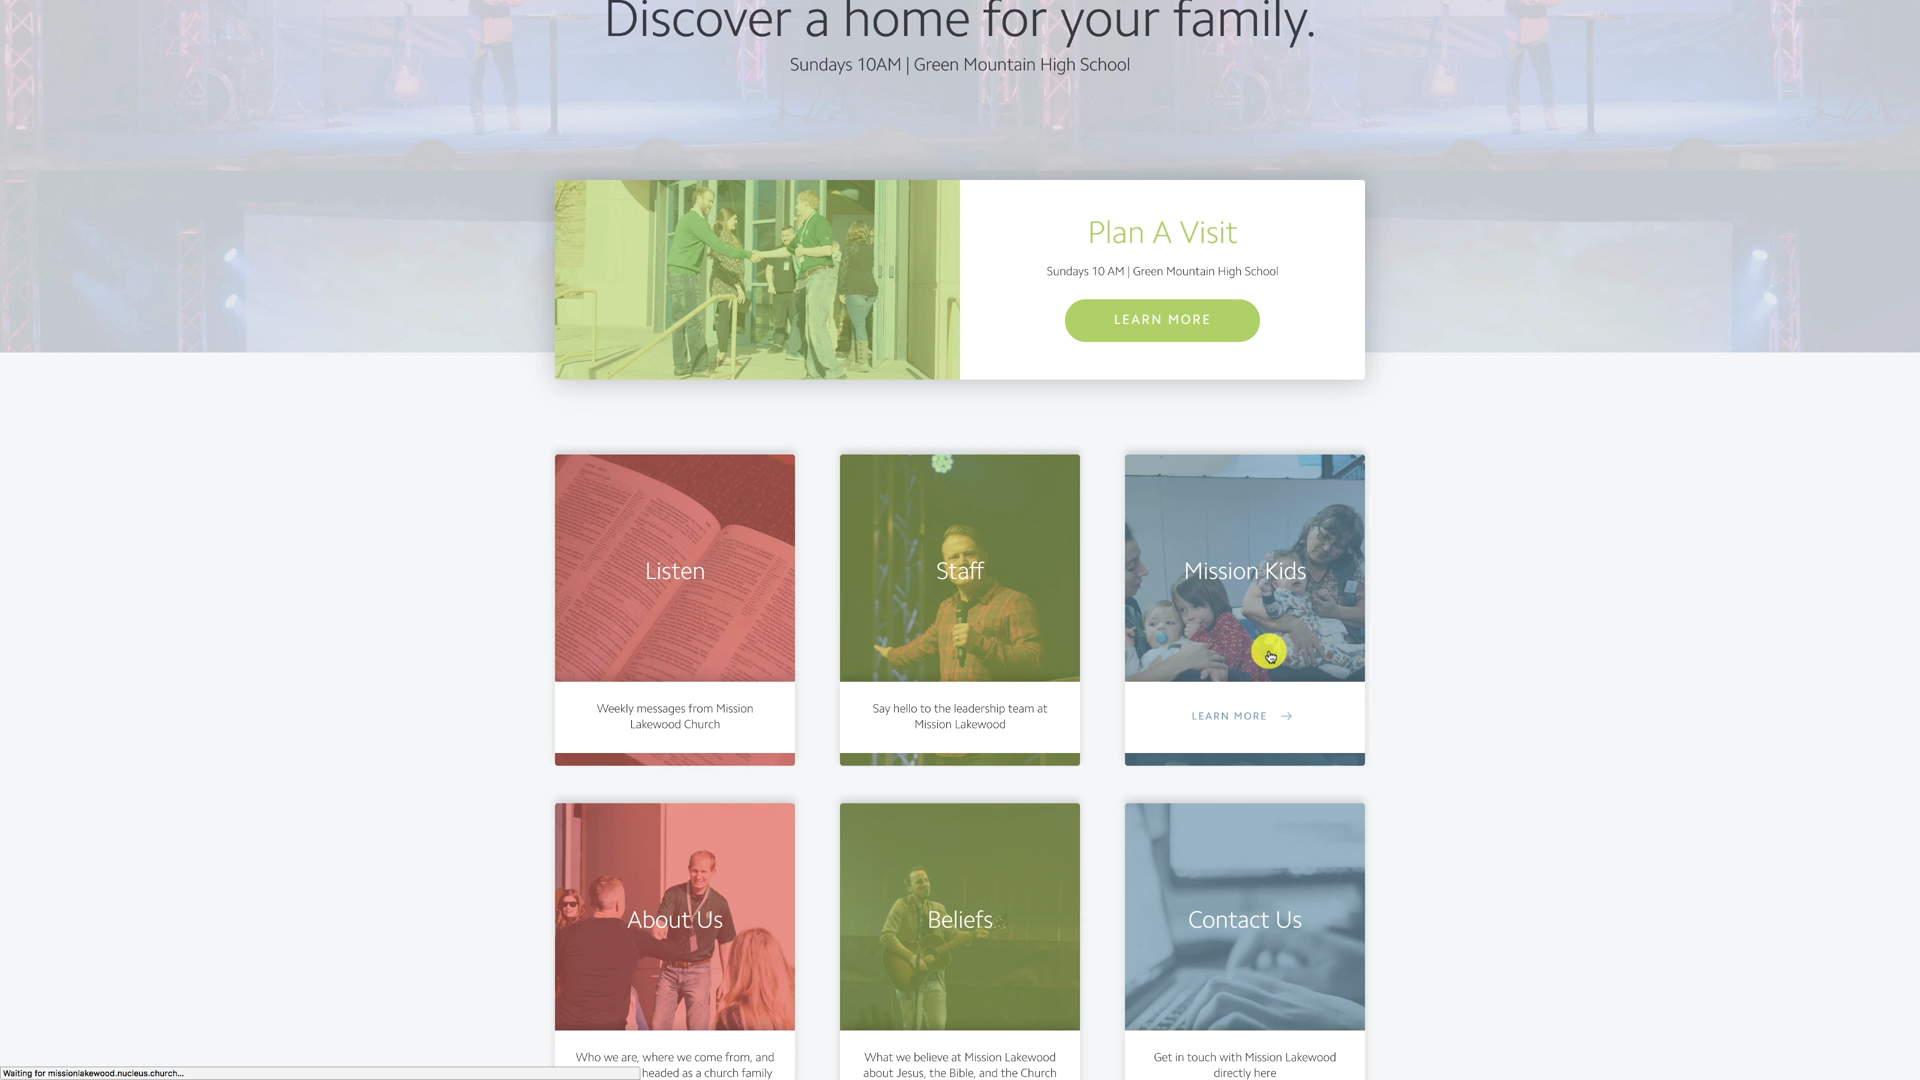 Discover a home for your family.
Sundays 10AM | Green Mountain High School
Plan A Visit
Sundays 10 AM | Green Mountain High School
LEARN MORE
Listen
Weekly messages from Mission
Lakewood Church
Staff
Say hello to the leadership team at
Mission Lakewood
Mission Kids
LEARN MORE
About Us
Who we are, where we come from, and
headed as a church family
Beliefs
What we believe at Mission Lakewood
about Jesus, the Bible, and the Church
Contact Us
Get in touch with Mission Lakewood
directly here
Waiting for missionlakewood.nucleus.church...